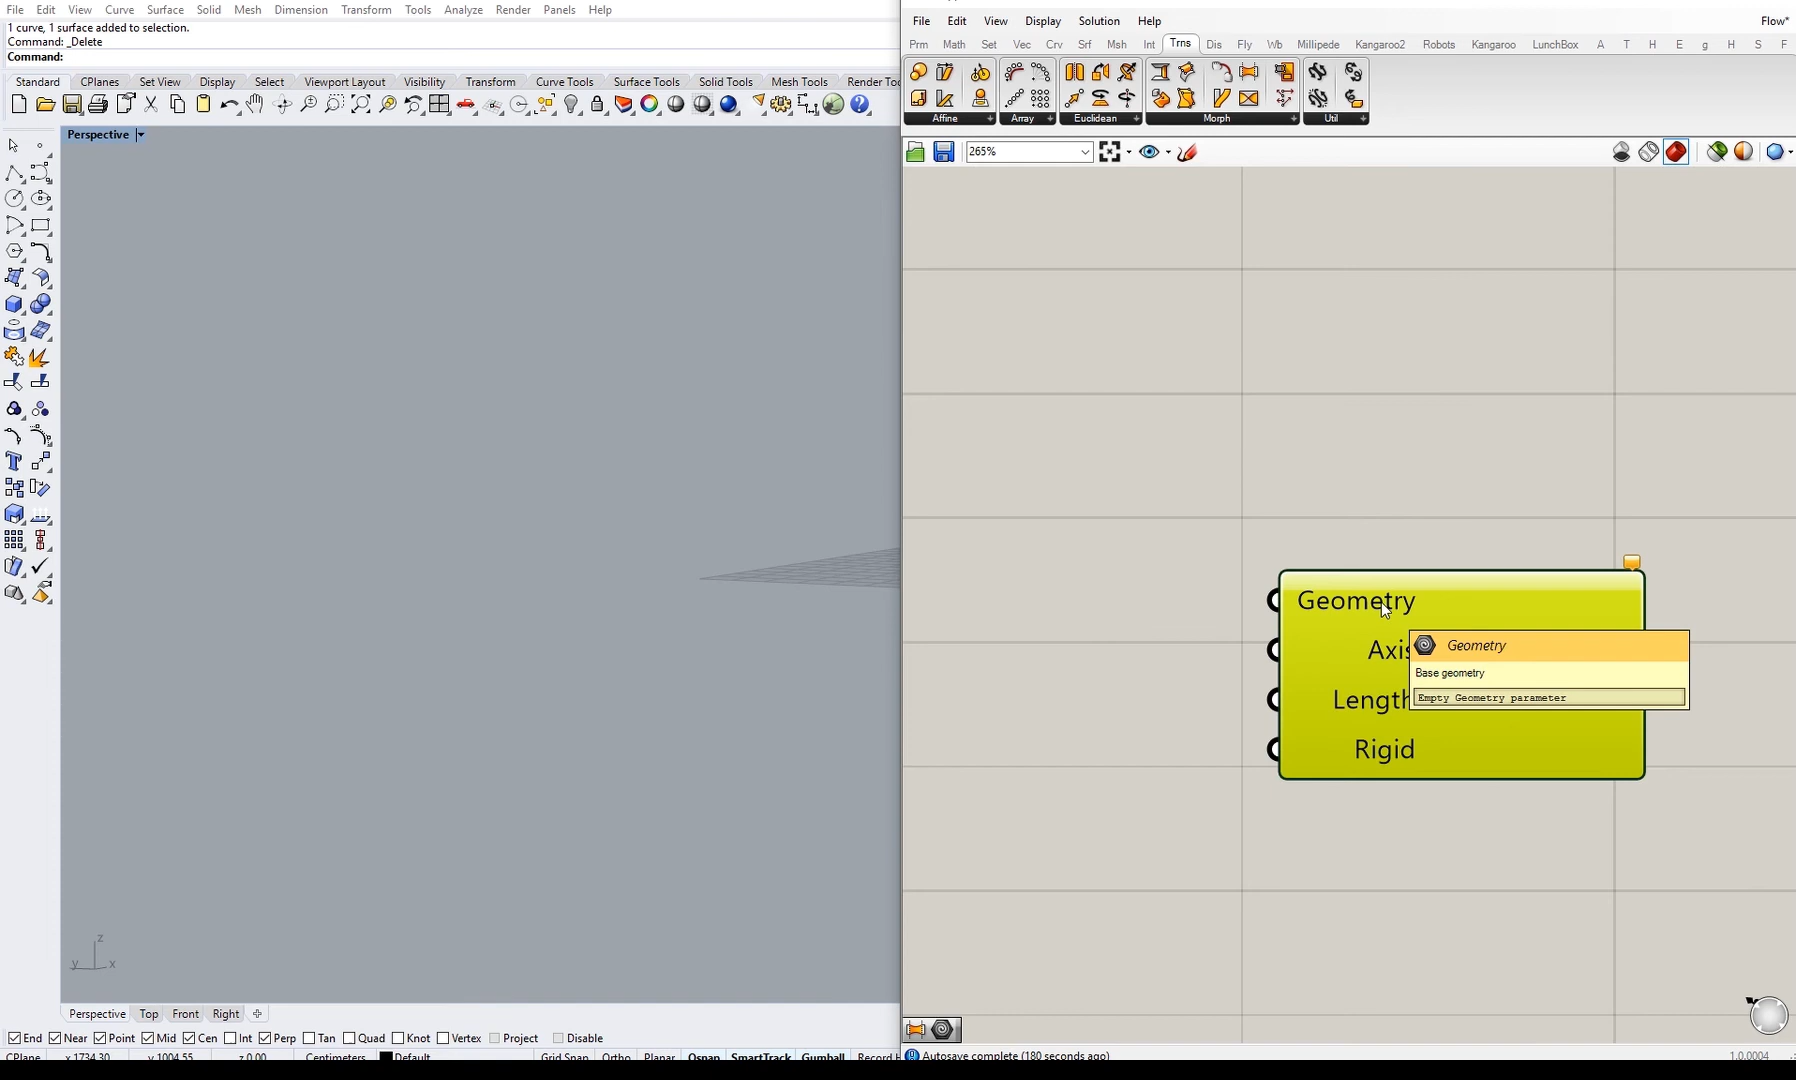 File Edit View Curve Surface Solid Mesh Dimension Transform Tools Analyze Render Panels Help
1 curve, 1 surface added to selection.
Command: _Delete
Command:
Standard CPlanes Set View Display Select Viewport Layout Visibility Transform Curve Tools Surface Tools Solid Tools Mesh Tools Render Too
Perspective
z
y x
Perspective Top Front Right
End Near Point Mid Cen Int Perp Tan Quad Knot Vertex Project Disable
CPlane x 1734.30 y 1004.55 z 0.00 Centimeters Default Grid Snap Ortho Planar Osnap SmartTrack Gumball Record H
File Edit View Display Solution Help Flow*
Prm Math Set Vec Crv Srf Msh Int Trns Dis Fly Wb Millipede Kangaroo2 Robots Kangaroo LunchBox A T H E g H S F
Affine Array Euclidean Morph Util
265%
Geometry
Axis
Length
Rigid
Geometry
Base geometry
Empty Geometry parameter
Autosave complete (180 seconds ago) 1.0.0004